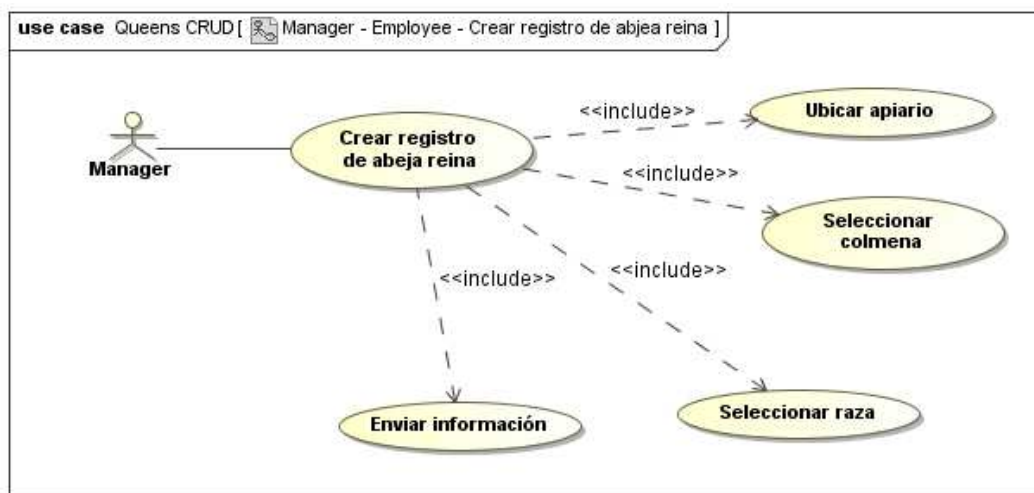 use case Queens CRUD [ Manager - Employee - Crear registro de abjea reina ]
Manager
Crear registro
de abeja reina
<<include>>
Ubicar apiario
<<include>>
Seleccionar
colmena
<<include>>
<<include>>
Enviar información
Seleccionar raza